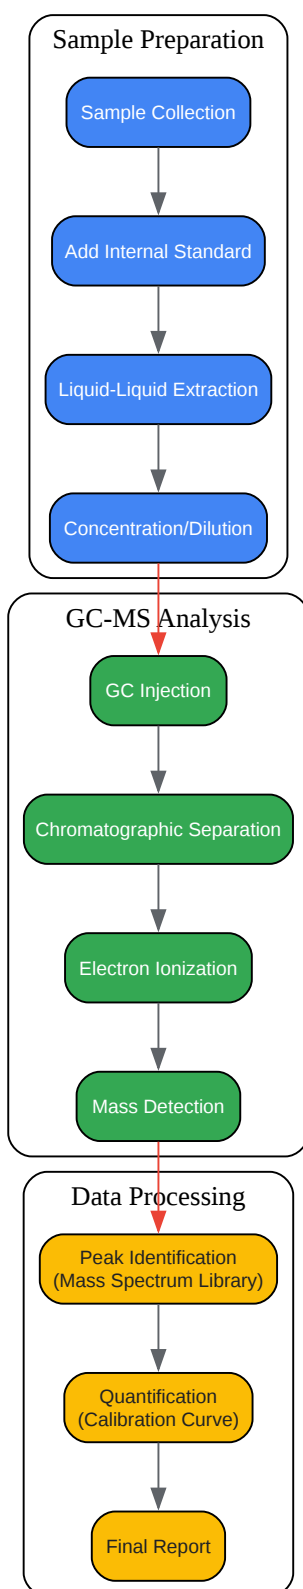 Sample Preparation
Sample Collection
Add Internal Standard
Liquid-Liquid Extraction
Concentration/Dilution
GC-MS Analysis
GC Injection
Chromatographic Separation
Electron Ionization
Mass Detection
Data Processing
Peak Identification
(Mass Spectrum Library)
Quantification
(Calibration Curve)
Final Report